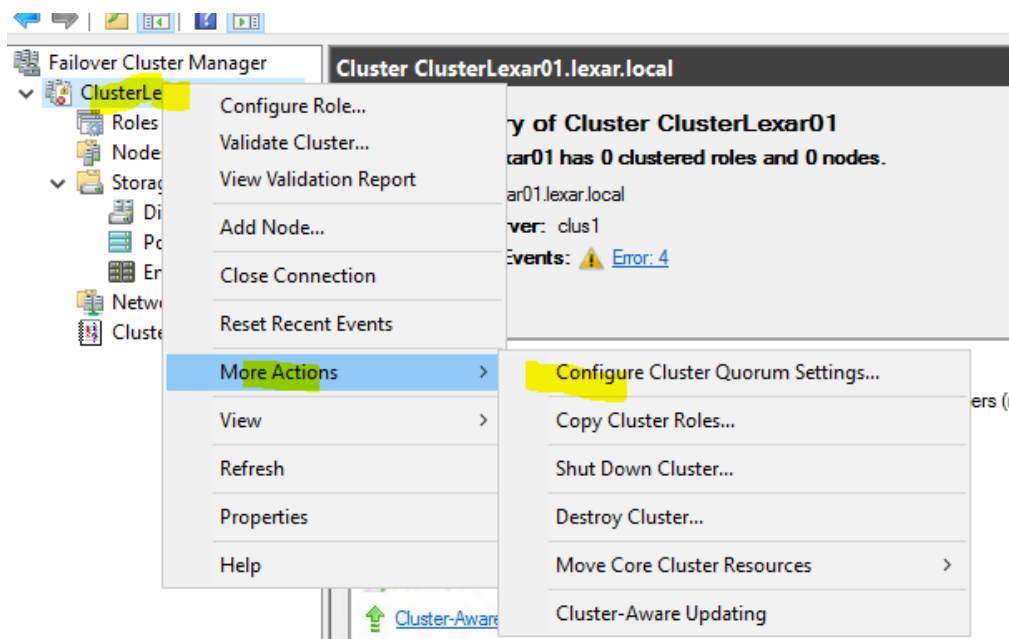 Failover Cluster Manager
ClusterLe
Roles
Node
Storag
Di
Po
En
Netwo
Cluste
Cluster ClusterLexar01.lexar.local
ry of Cluster ClusterLexar01
xar01 has 0 clustered roles and 0 nodes.
ar01.lexar.local
rver: clus1
Events: Error: 4
Configure Role...
Validate Cluster...
View Validation Report
Add Node...
Close Connection
Reset Recent Events
More Actions
View
Refresh
Properties
Help
Configure Cluster Quorum Settings...
Copy Cluster Roles...
Shut Down Cluster...
Destroy Cluster...
Move Core Cluster Resources
Cluster-Aware Updating
ers (
Cluster-Aware